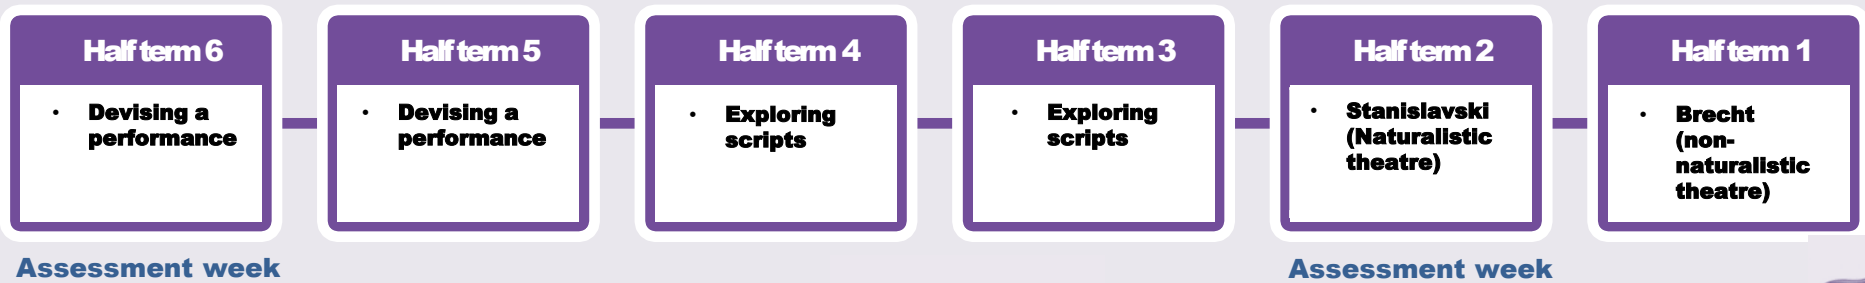 Half term 6
• Devising a
performance
Half term 5
• Devising a
performance
Half term 4
• Exploring
scripts
Half term 3
• Exploring
scripts
Half term 2
• Stanislavski
(Naturalistic
theatre)
Half term 1
• Brecht
(non-
naturalistic
theatre)
Assessment week
Assessment week